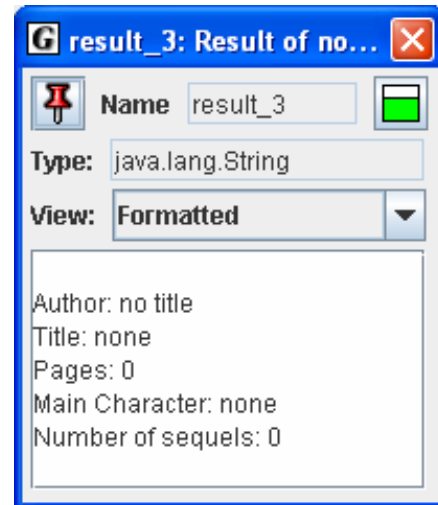 G result_3: Result of no...
Name result_3
Type: java.lang.String
View: Formatted
Author: no title
Title: none
Pages: 0
Main Character: none
Number of sequels: 0